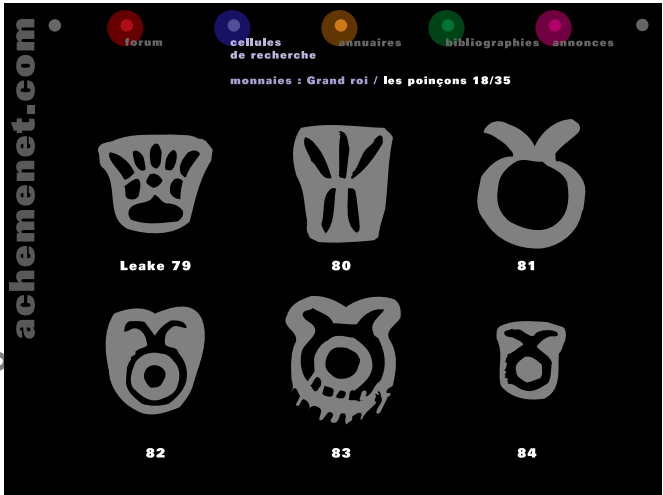 forum
cellules
de recherche
annuaires
bibliographies
annonces
monnaies : Grand roi / les poinçons 18/35
achemenet.com
Leake 79
80
81
82
83
84